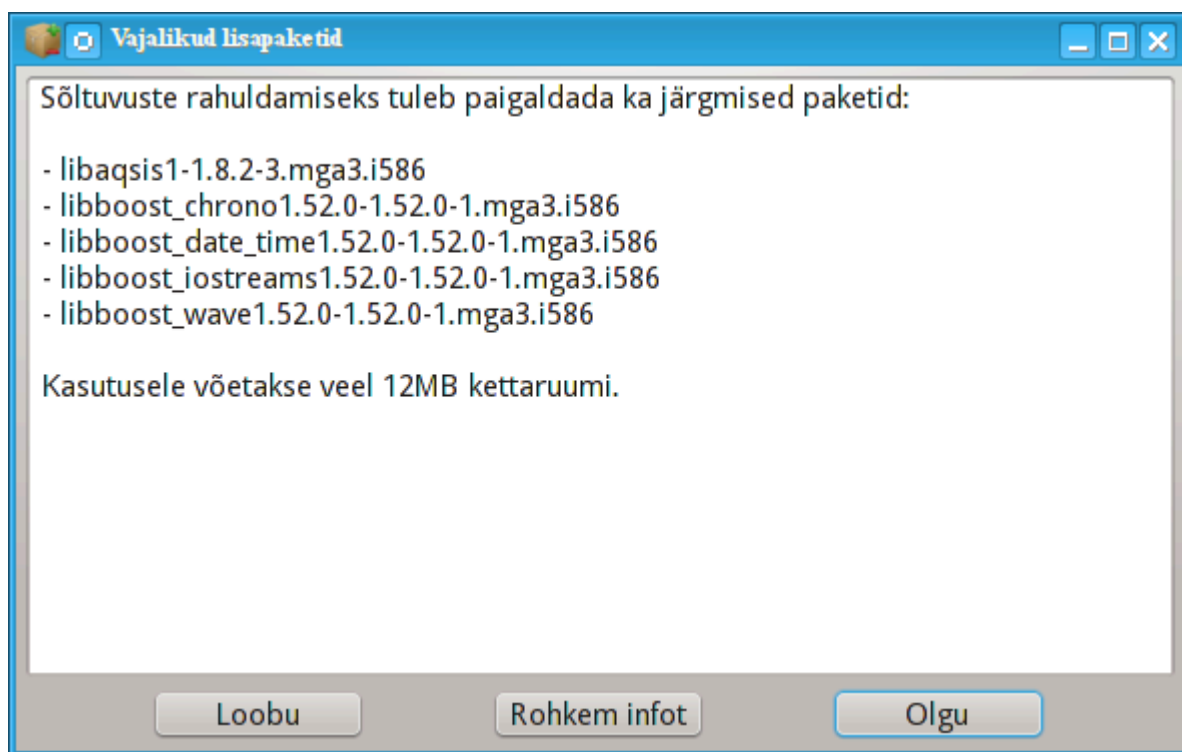 Vajalikud lisapaketid
Sõltuvuste rahuldamiseks tuleb paigaldada ka järgmised paketid:
- libaqsis1-1.8.2-3.mga3.i586
- libboost_chrono1.52.0-1.52.0-1.mga3.i586
- libboost_date_time1.52.0-1.52.0-1.mga3.i586
- libboost_iostreams1.52.0-1.52.0-1.mga3.i586
- libboost_wave1.52.0-1.52.0-1.mga3.i586
Kasutusele võetakse veel 12MB kettaruumi.
Loobu
Rohkem infot
Olgu